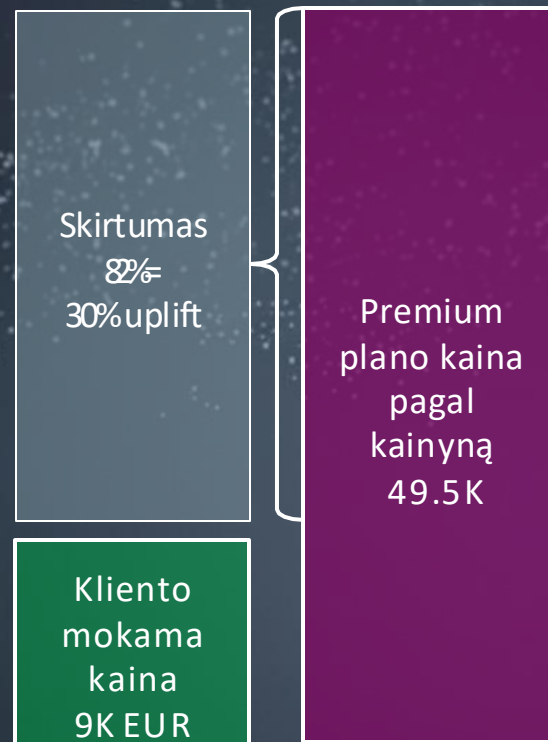 Skirtumas
82%=
30% uplift
Premium
plano kaina
pagal
kainyną
49.5K
Kliento
mokama
kaina
9K EUR